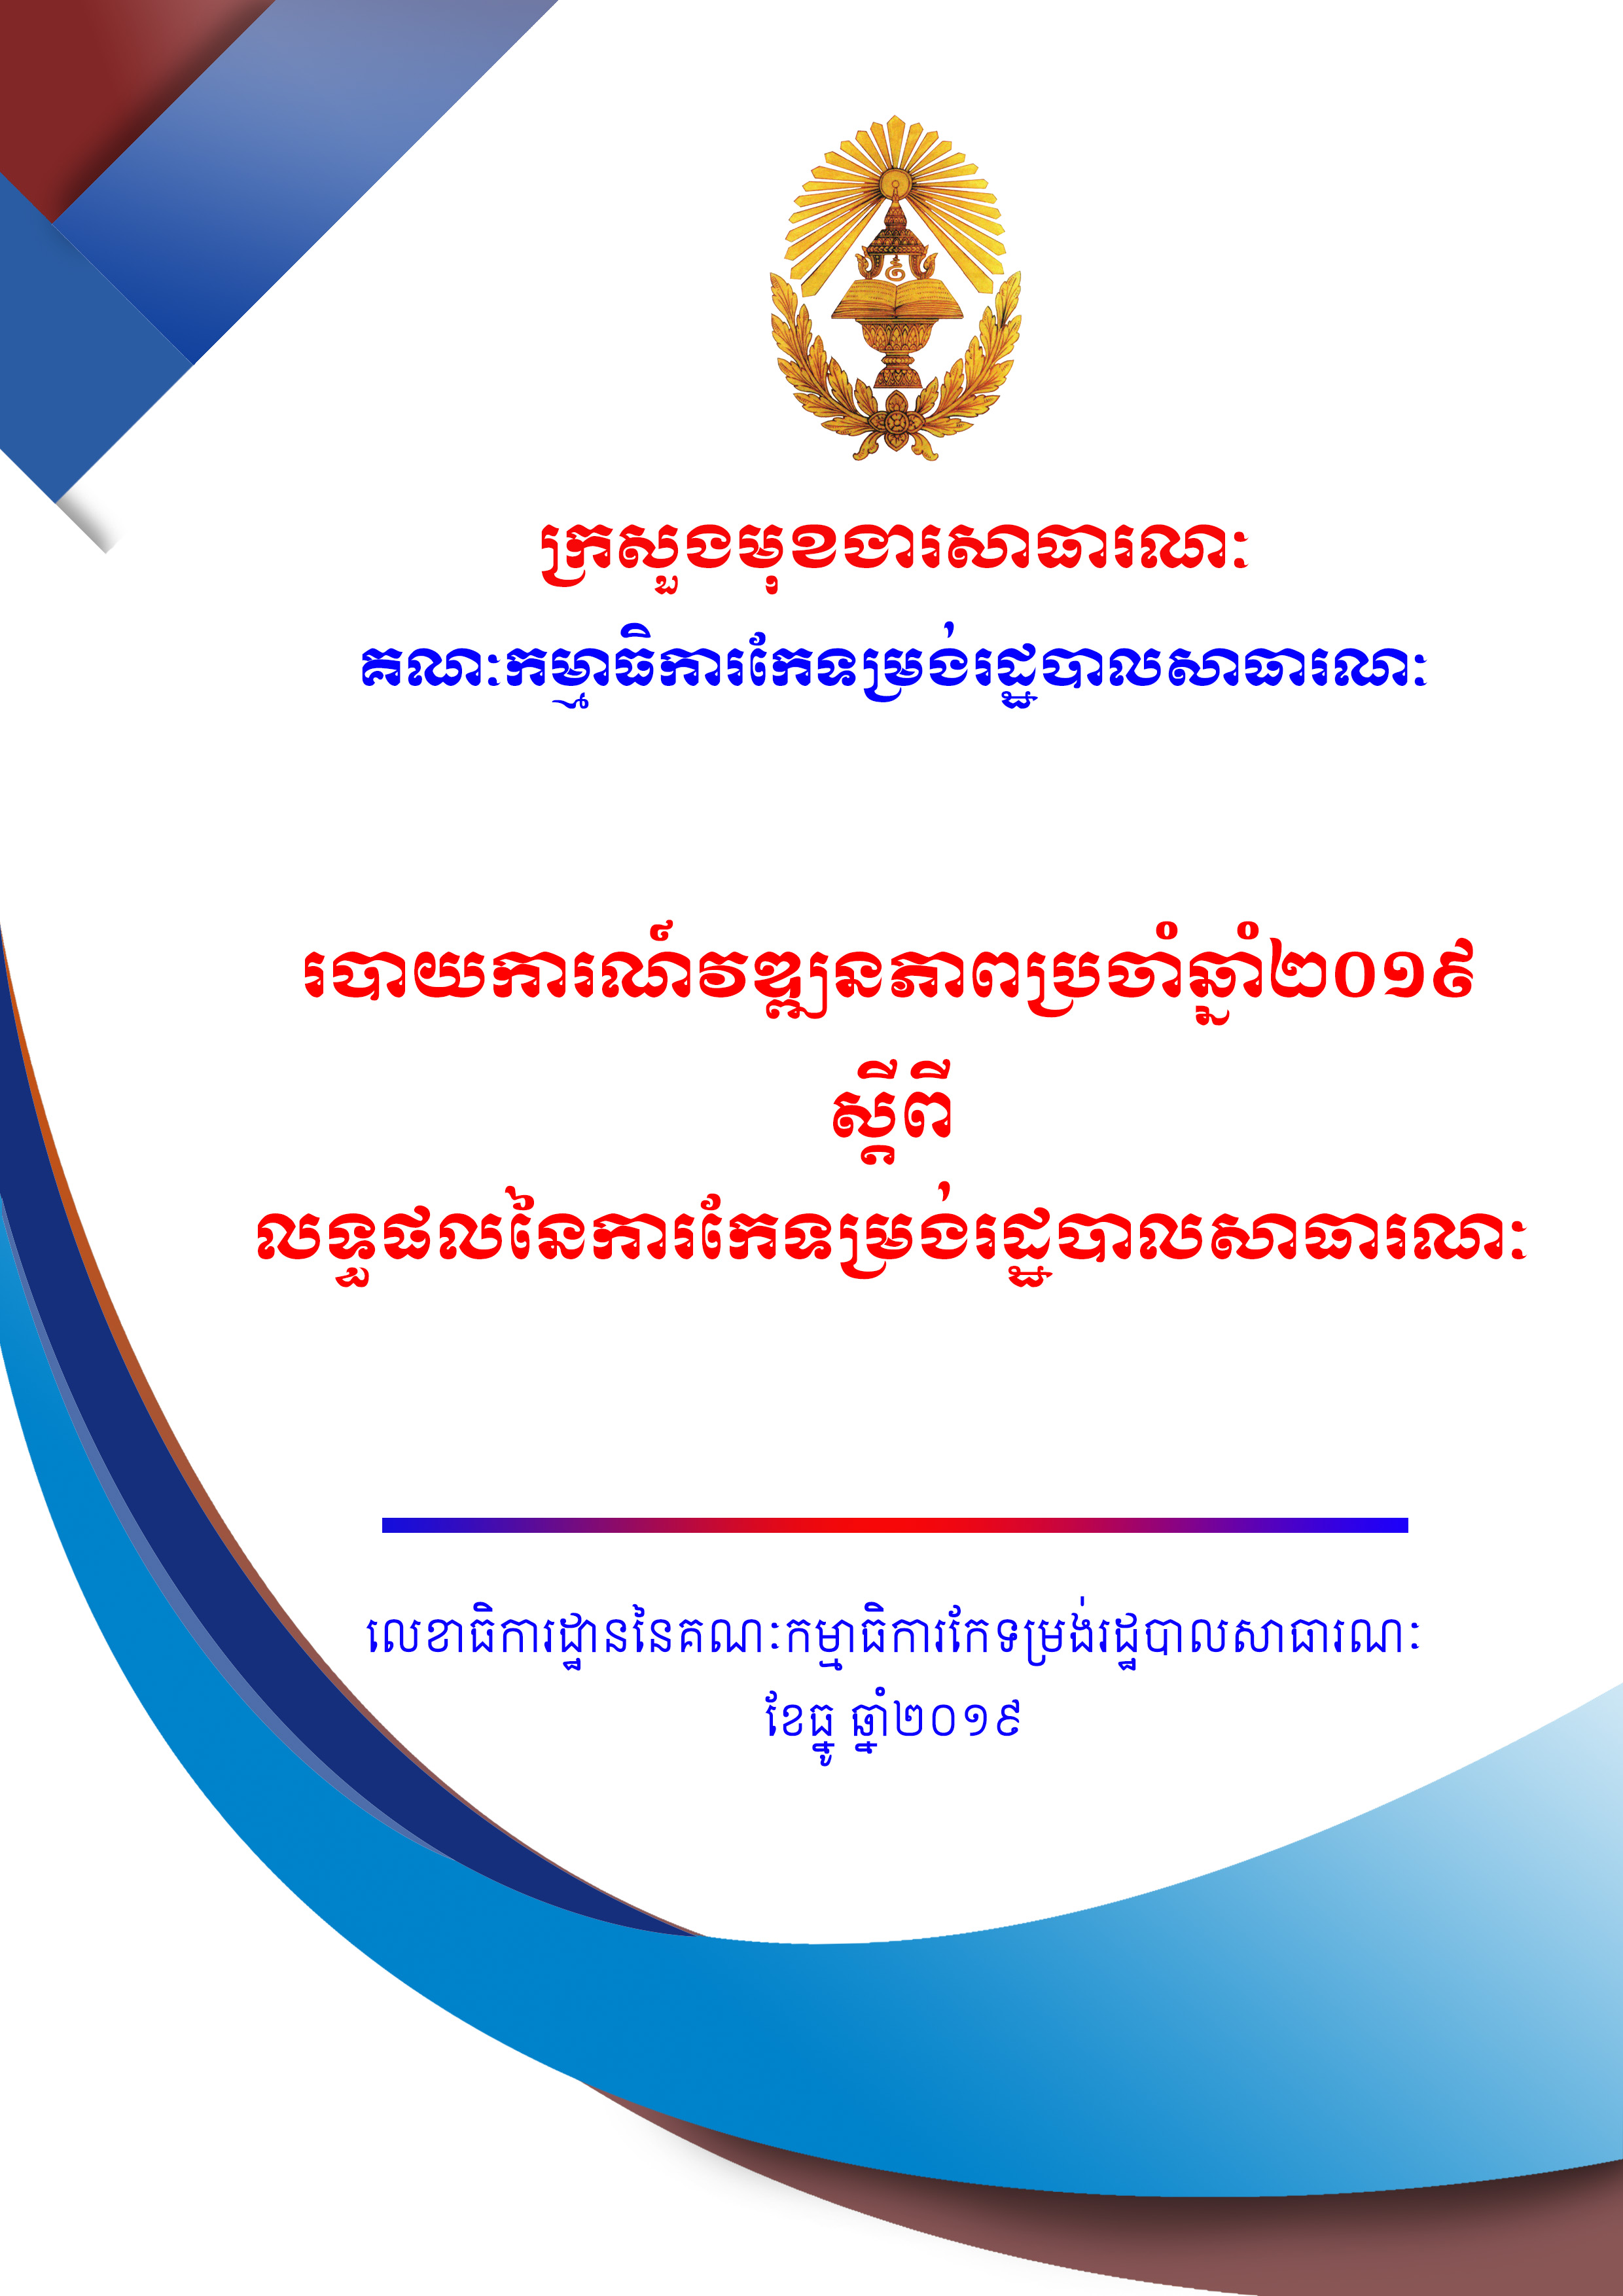 ក្រសួងមុខងារសាធារណៈ
គណៈកម្មាធិការកែទម្រង់រដ្ឋបាលសាធារណៈ
របាយការណ៍វឌ្ឍនភាពប្រចាំឆ្នាំ២០១៩
ស្តីពី
លទ្ធផលនៃការកែទម្រង់រដ្ឋបាលសាធារណៈ
លេខាធិការដ្ឋាននៃគណៈកម្មាធិការកែទម្រង់រដ្ឋបាលសាធារណៈ
ខែធ្នូ ឆ្នាំ២០១៩